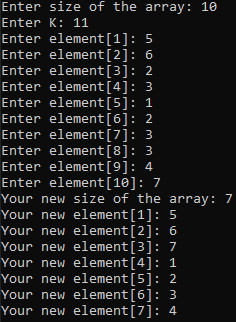 Enter size of the array: 10
Enter K: 11
Enter element[1]: 5
Enter element[2]: 6
Enter element[3]: 2
Enter element[4]: 3
Enter element[5]: 1
Enter element[6]: 2
Enter element[7]: 3
Enter element[8]: 3
Enter element[9]: 4
Enter element[10]: 7
Your new size of the array: 7
Your new element[1]: 5
Your new element[2]: 6
Your new element[3]: 7
Your new element[4]: 1
Your new element[5]: 2
Your new element[6]: 3
Your new element[7]: 4